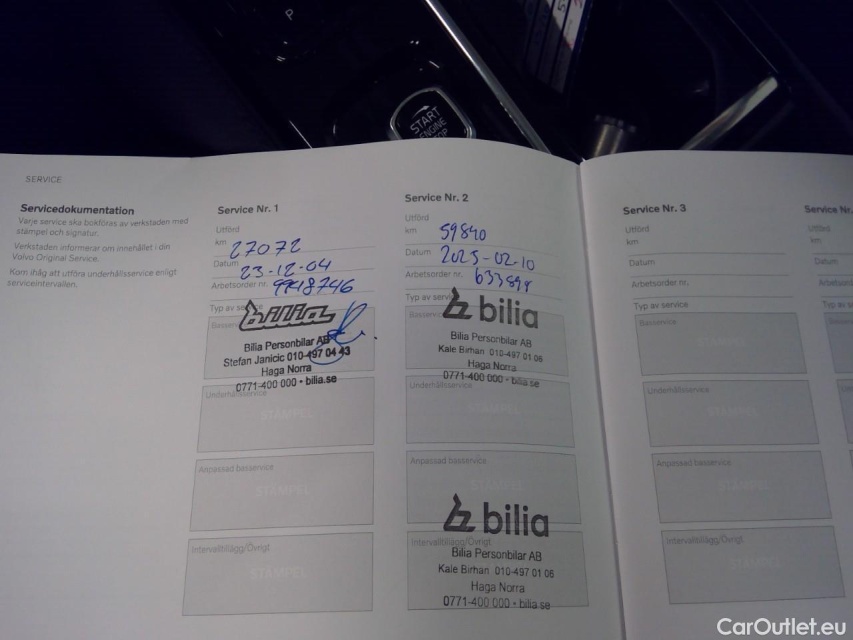 P
START
ENGINE
STOP
SERVICE
Servicedokumentation
Varje service ska bokföras av verkstaden med
stämpel och signatur.
Verkstaden informerar om innehållet i din
Volvo Original Service.
Kom ihåg att utföra underhållsservice enligt
serviceintervallen.
Service Nr. 1
Utförd
km 27072
Datum 23-12-04
Arbetsorder nr. 9948746
Typ av service
bilia
Bilia Personbilar AB
Stefan Janicic 010-497 04 43
Haga Norra
0771-400 000 • bilia.se
Underhållsservice
STÄMPEL
Anpassad basservice
STÄMPEL
Intervalltillägg/Övrigt
STÄMPEL
Service Nr. 2
Utförd
km 59840
Datum 2025-02-10
Arbetsorder nr.
Typ av service
bilia
Bilia Personbilar AB
Kale Birhan 010-497 01 06
Haga Norra
0771-400 000 • bilia.se
Underhållsservice
STÄMPEL
Anpassad basservice
STÄMPEL
bilia
Intervalltillägg/Övrigt
Bilia Personbilar AB
Kale Birhan 010-497 01 06
Haga Norra
0771-400 000 • bilia.se
Service Nr. 3
Utförd
km
Datum
Arbetsorder nr.
Typ av service
Basservice
STÄMPEL
Underhållsservice
STÄMPEL
Anpassad basservice
STÄMPEL
Intervalltillägg/Övrigt
STÄMPEL
Service Nr.
Utförd
km
Datum
CarOutlet.eu